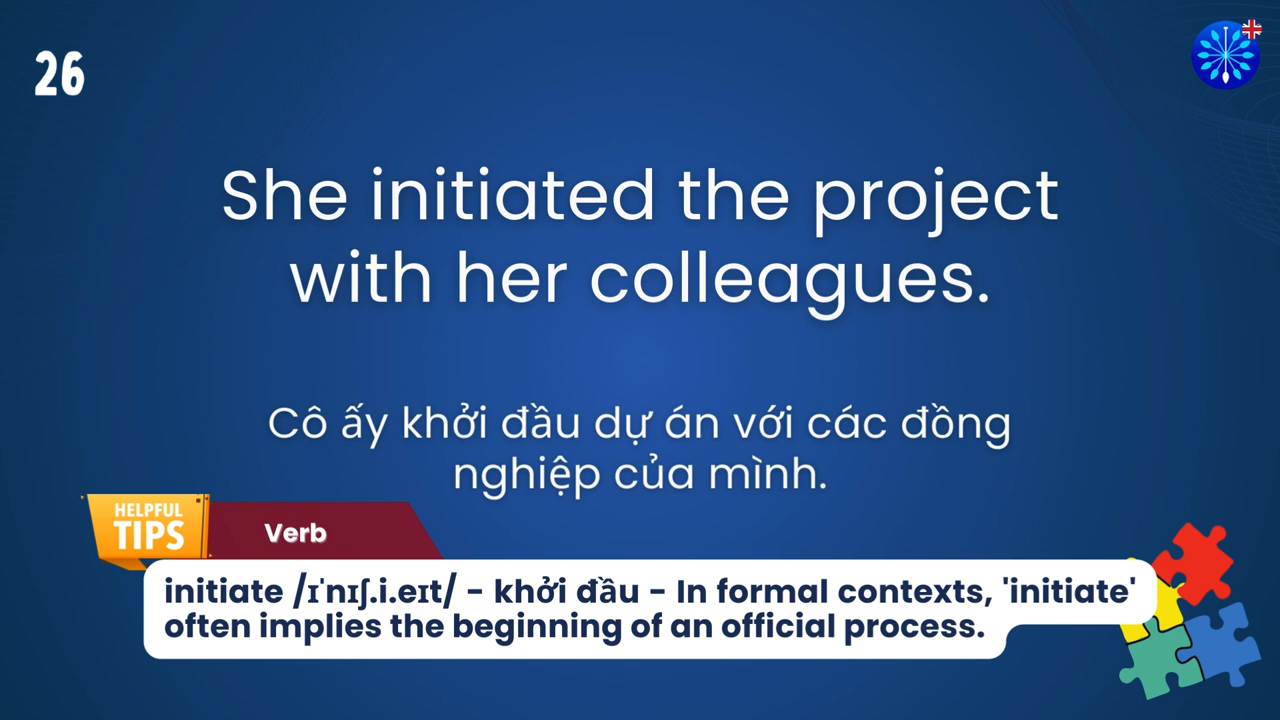 26
She initiated the project
with her colleagues.
Cô ấy khởi đầu dự án với các đồng
nghiệp của mình.
HELPFUL
TIPS
Verb
initiate /ɪˈnɪʃ.i.eɪt/ - khởi đầu - In formal contexts, 'initiate'
often implies the beginning of an official process.